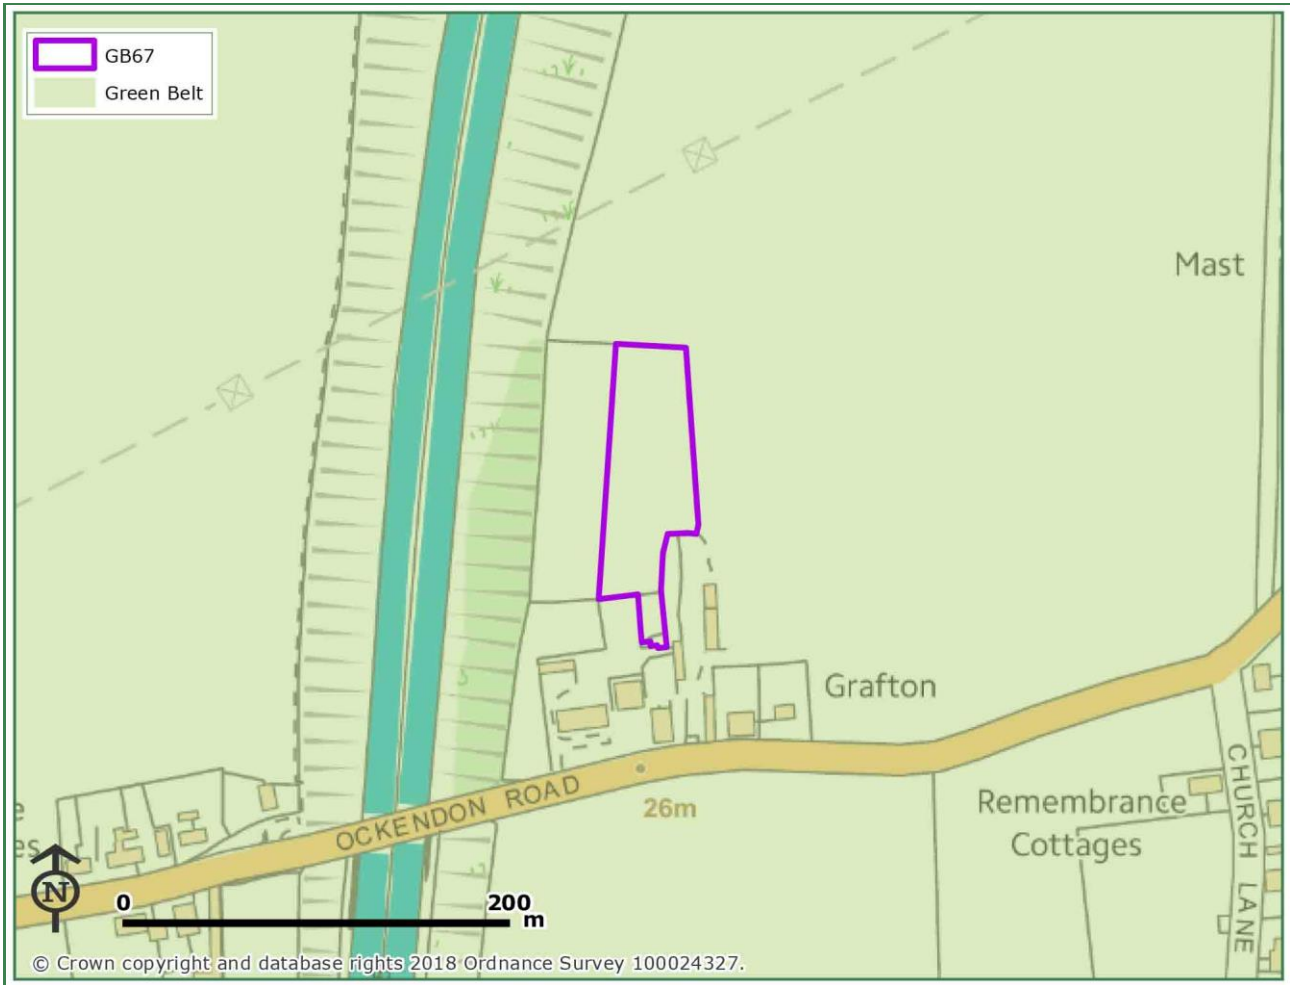 GB67
Green Belt
Mast
Grafton
OCKENDON ROAD
26m
Remembrance
Cottages
CHURCH LANE
es
N
0 200
m
© Crown copyright and database rights 2018 Ordnance Survey 100024327.